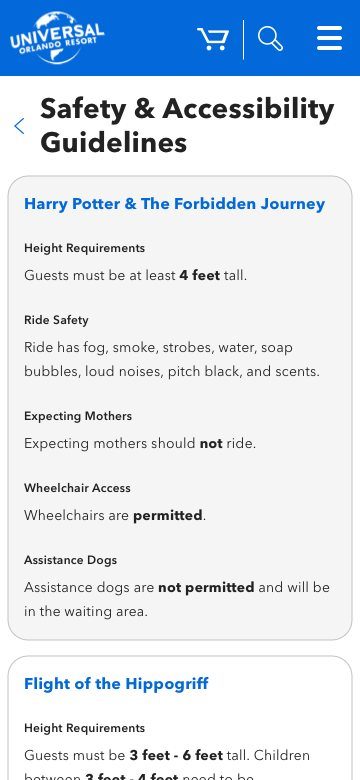 UNIVERSAL
ORLANDO RESORT
Safety & Accessibility
Guidelines
Harry Potter & The Forbidden Journey
Height Requirements
Guests must be at least 4 feet tall.
Ride Safety
Ride has fog, smoke, strobes, water, soap
bubbles, loud noises, pitch black, and scents.
Expecting Mothers
Expecting mothers should not ride.
Wheelchair Access
Wheelchairs are permitted.
Assistance Dogs
Assistance dogs are not permitted and will be
in the waiting area.
Flight of the Hippogriff
Height Requirements
Guests must be 3 feet - 6 feet tall. Children
between 3 feet - 4 feet need to be